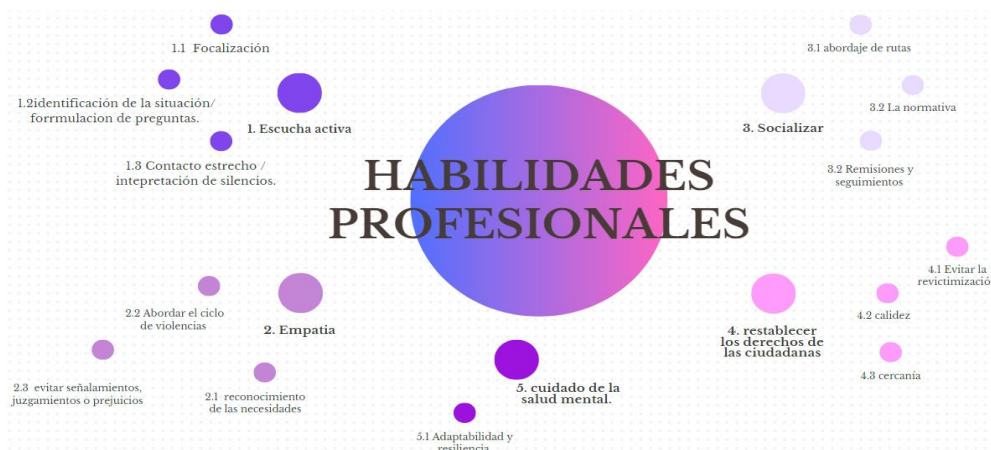 HABILIDADES
PROFESIONALES
1. Escucha activa
1.1 Focalización
1.2identificación de la situación/
forrmulacion de preguntas.
1.3 Contacto estrecho /
intepretación de silencios.
2. Empatia
2.1 reconocimiento
de las necesidades
2.2 Abordar el ciclo
de violencias
2.3 evitar señalamientos,
juzgamientos o prejuicios
3. Socializar
3.1 abordaje de rutas
3.2 La normativa
3.2 Remisiones y
seguimientos
4. restablecer
los derechos de
las ciudadanas
4.1 Evitar la
revictimizació
4.2 calidez
4.3 cercanía
5. cuidado de la
salud mental.
5.1 Adaptabilidad y
resiliencia